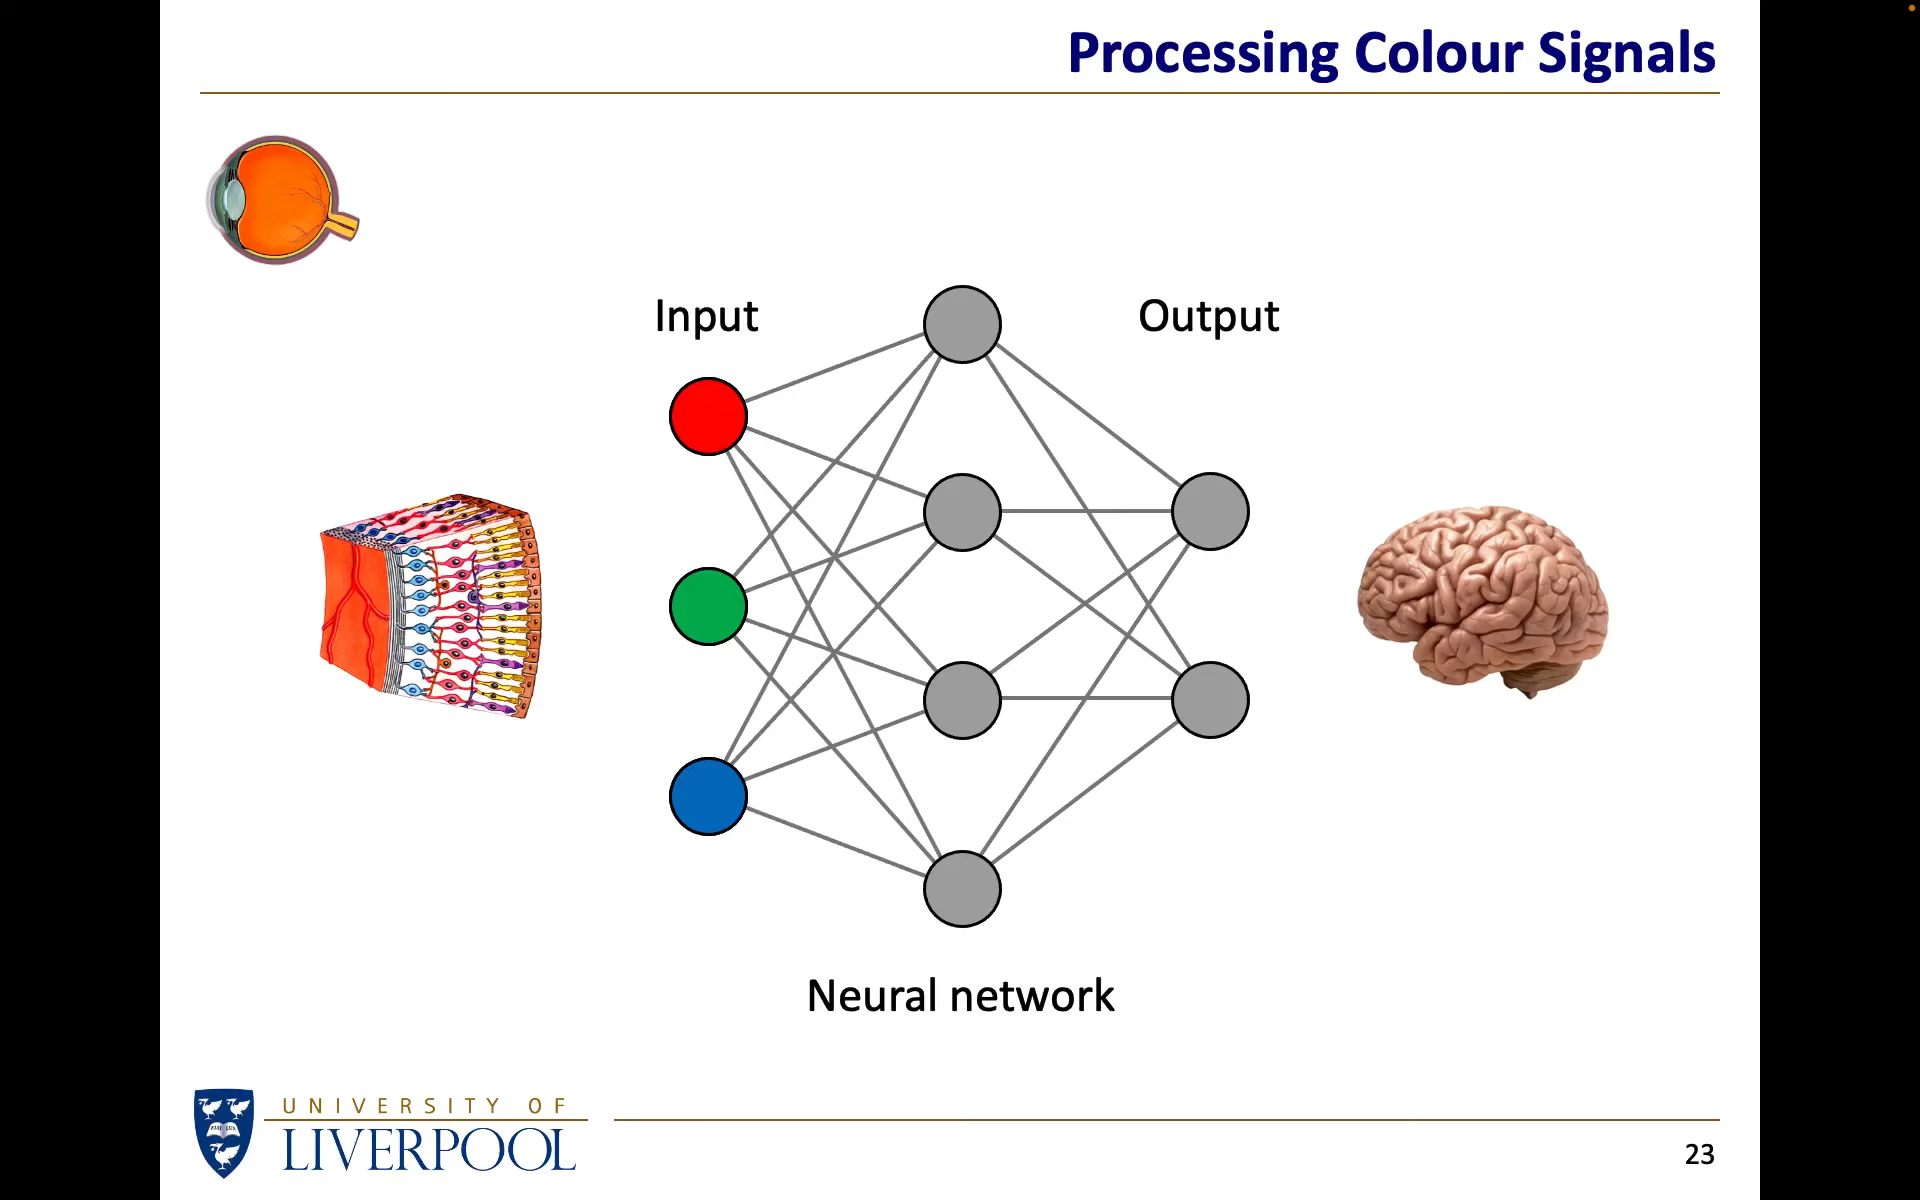 Processing Colour Signals
Input
Output
Neural network
UNIVERSITY OF
LIVERPOOL
23